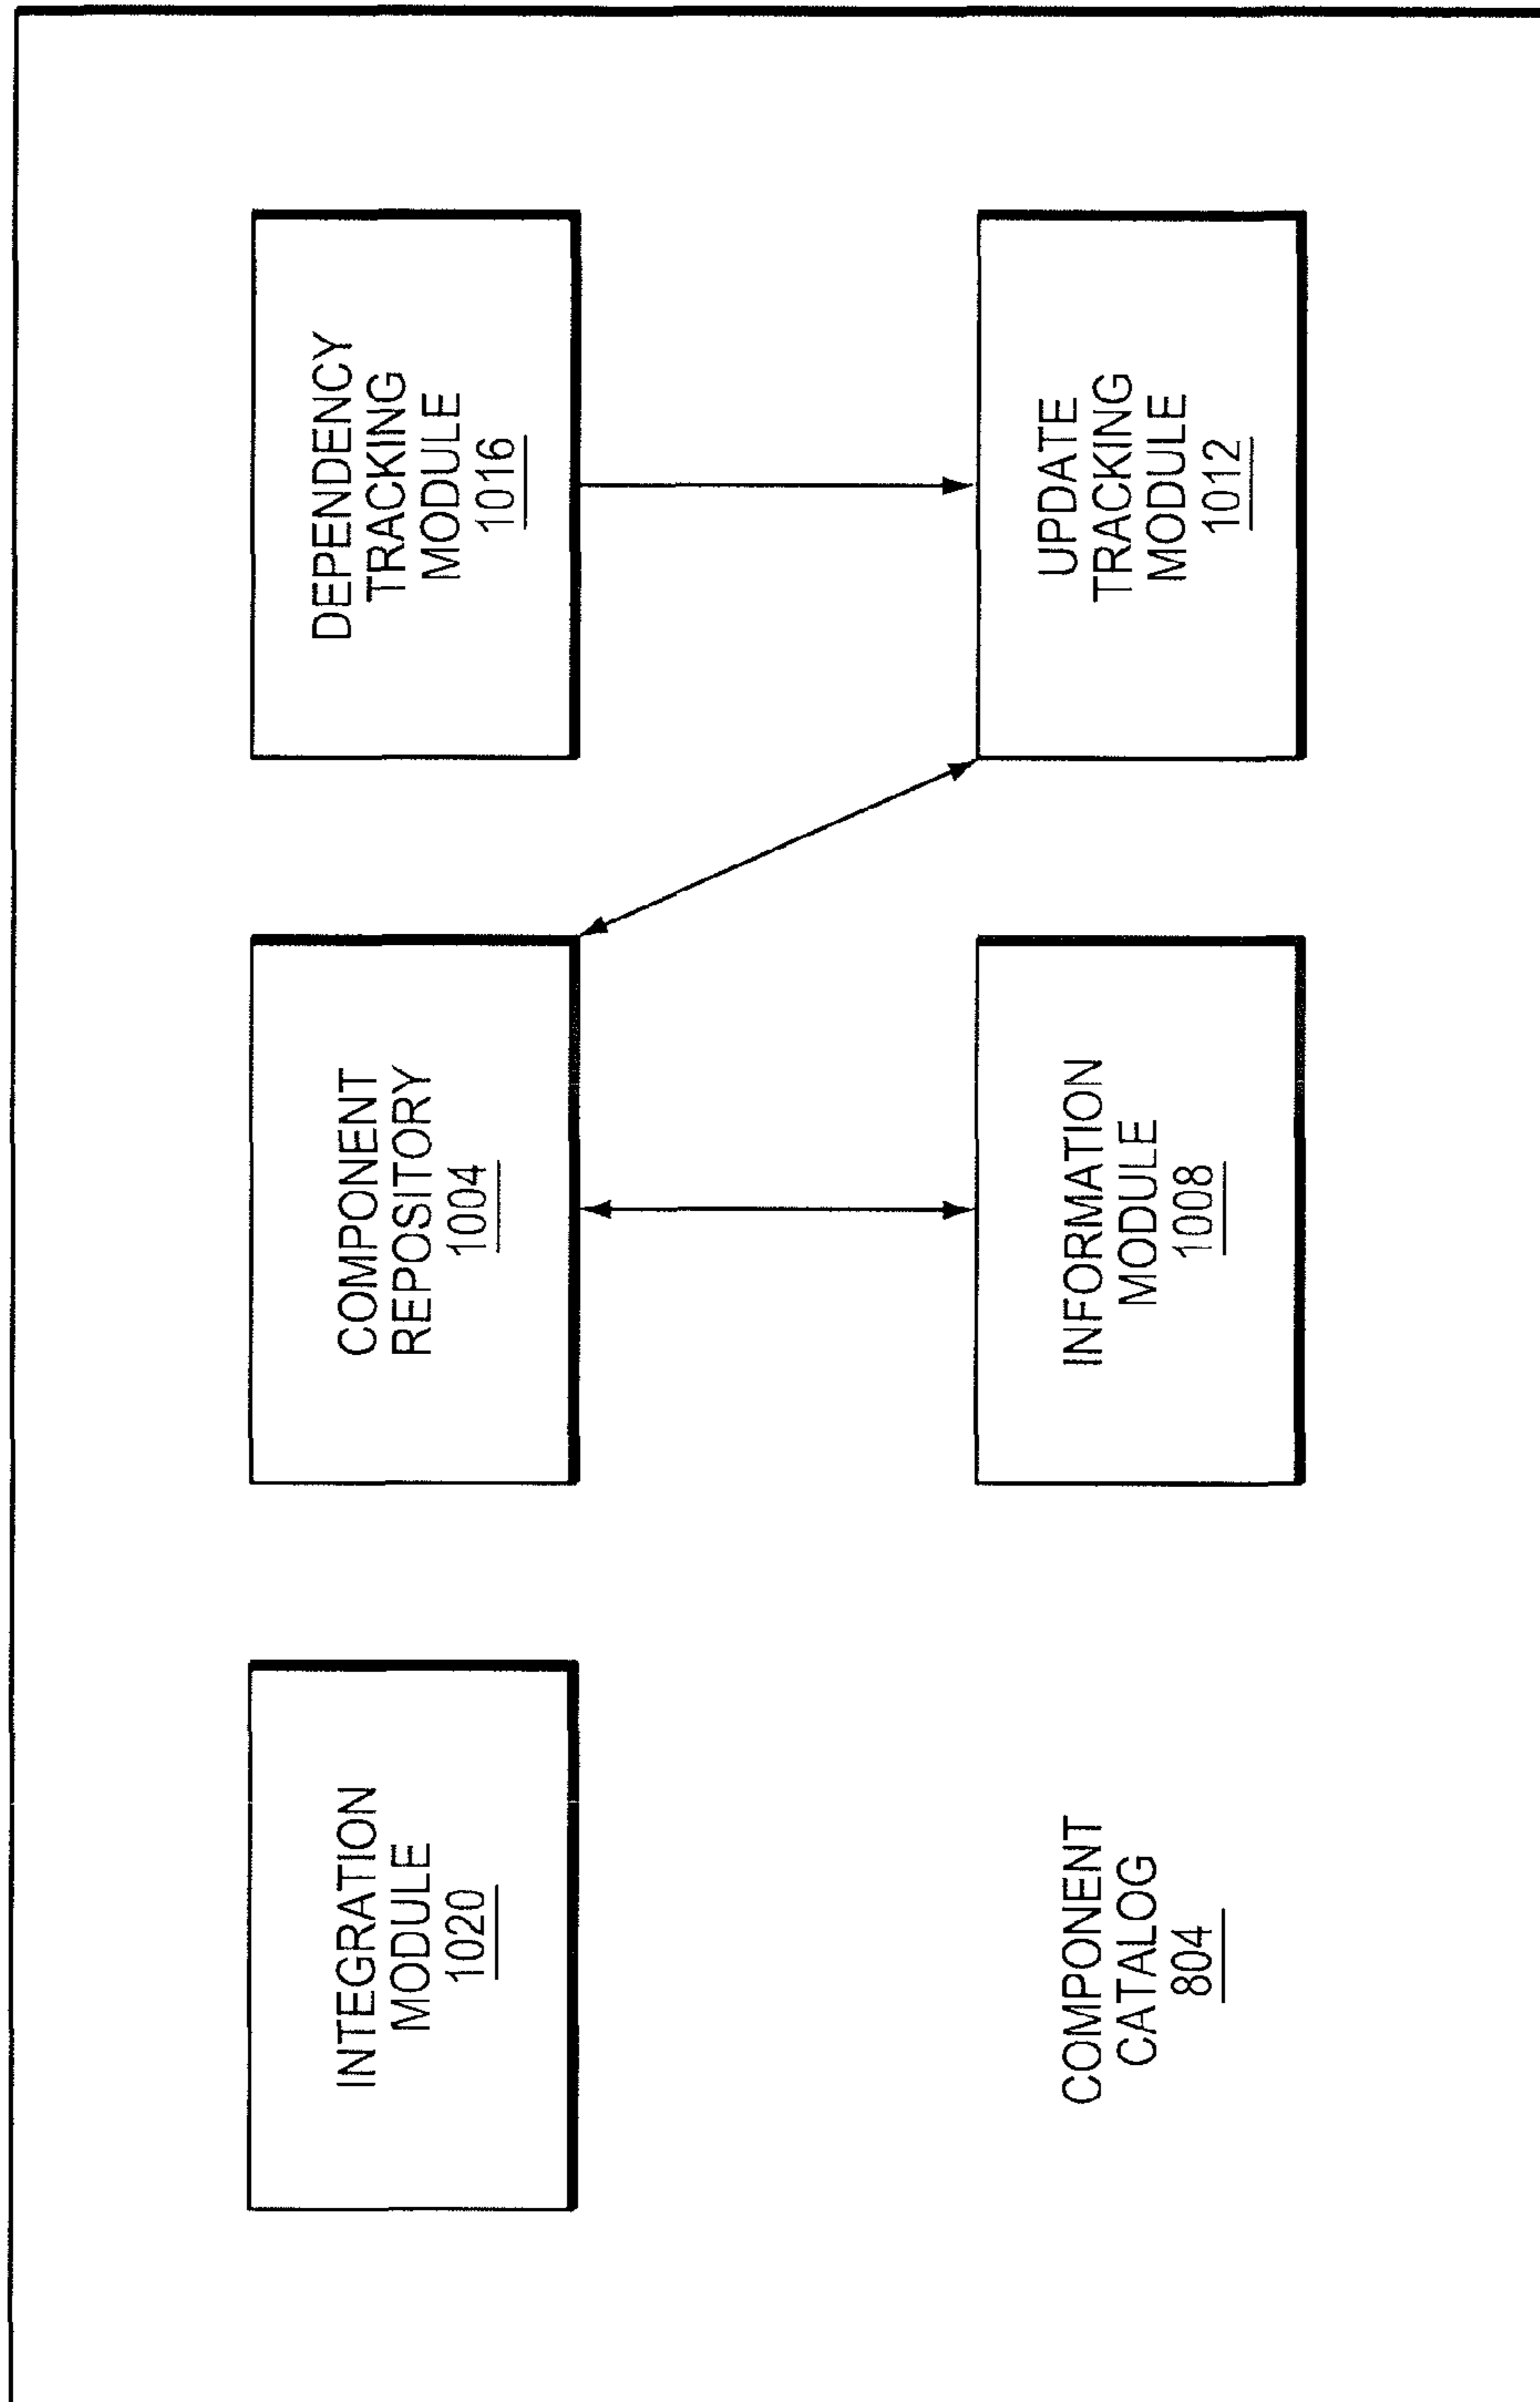 INTEGRATION
MODULE
1020
COMPONENT
REPOSITORY
1004
DEPENDENCY
TRACKING
MODULE
1016
COMPONENT
CATALOG
804
INFORMATION
MODULE
1008
UPDATE
TRACKING
MODULE
1012